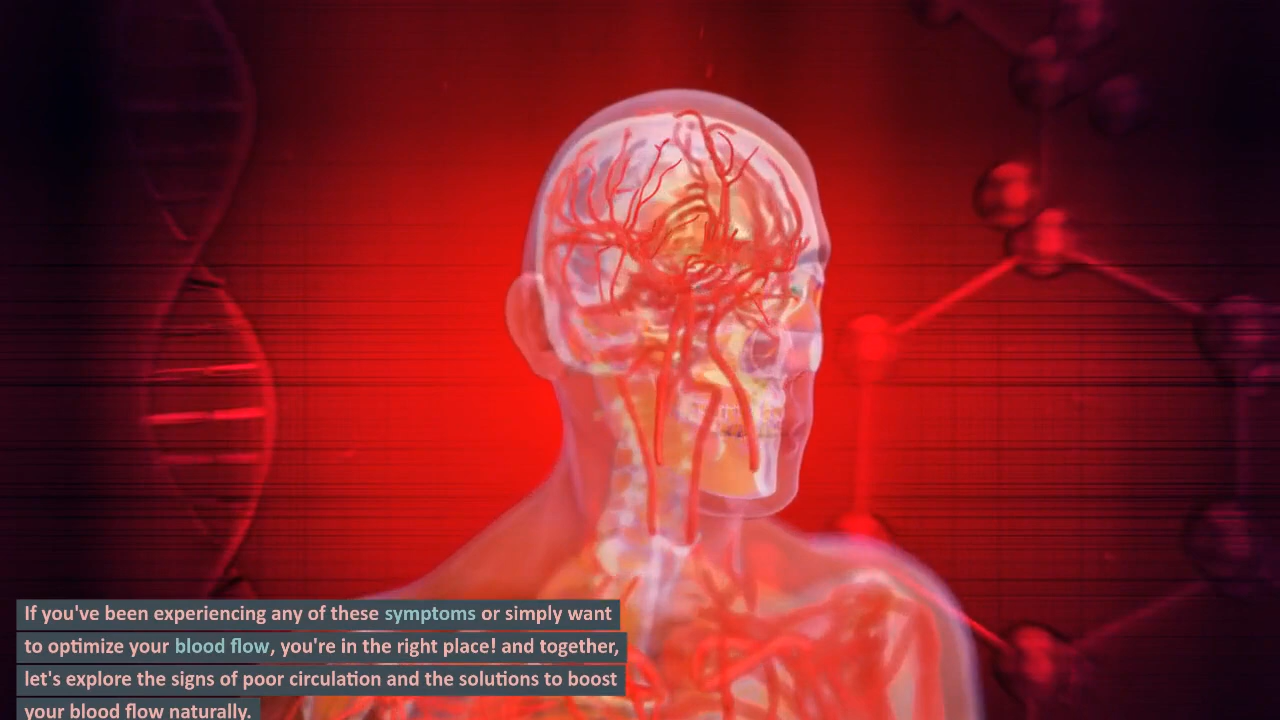 If you've been experiencing any of these symptoms or simply want
to optimize your blood flow, you're in the right place! and together,
let's explore the signs of poor circulation and the solutions to boost
your blood flow naturally.